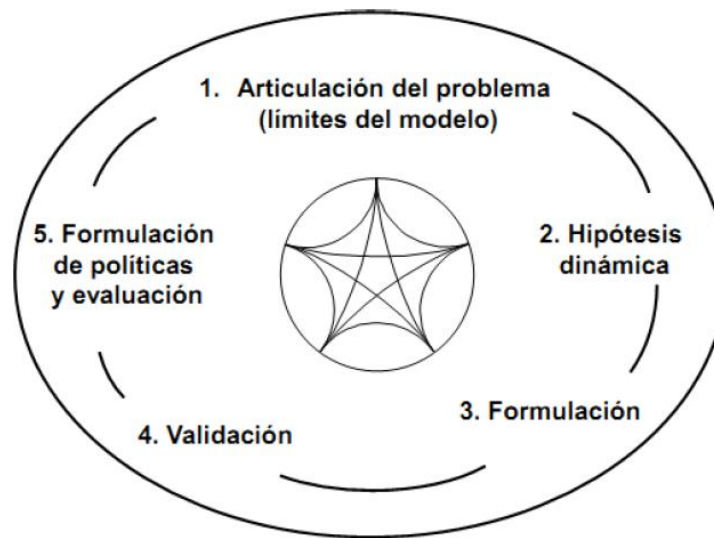 1. Articulación del problema
(límites del modelo)
2. Hipótesis
dinámica
3. Formulación
4. Validación
5. Formulación
de políticas
y evaluación